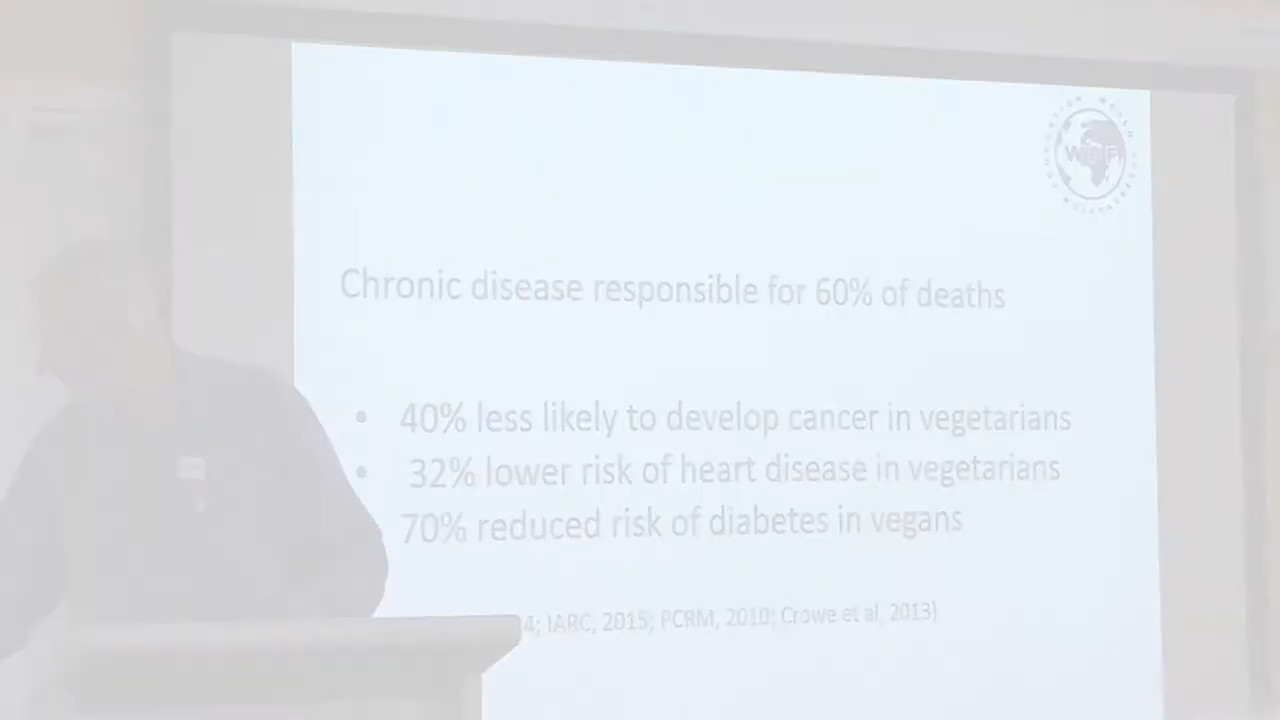 Chronic disease responsible for 60% of deaths
• 40% less likely to develop cancer in vegetarians
• 32% lower risk of heart disease in vegetarians
70% reduced risk of diabetes in vegans
4; IARC, 2015; PCRM, 2010; Crowe et al, 2013)